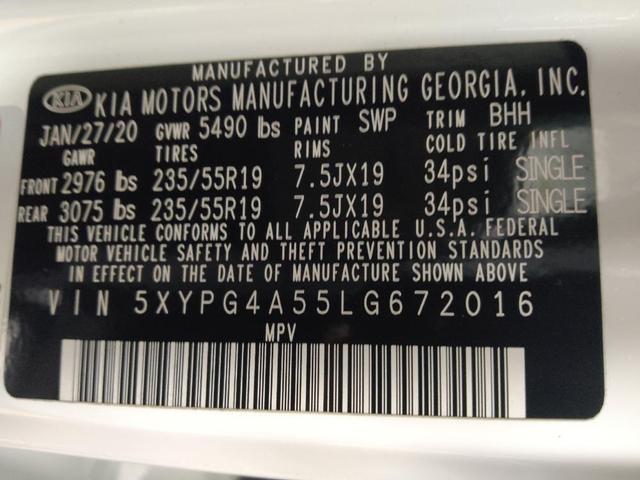 MANUFACTURED BY
KIA KIA MOTORS MANUFACTURING GEORGIA, INC.
JAN/27/20 GVWR 5490 lbs PAINT SWP TRIM BHH
GAWR TIRES RIMS COLD TIRE INFL
FRONT 2976 lbs 235/55R19 7.5JX19 34psi SINGLE
REAR 3075 lbs 235/55R19 7.5JX19 34psi SINGLE
THIS VEHICLE CONFORMS TO ALL APPLICABLE U.S.A. FEDERAL
MOTOR VEHICLE SAFETY AND THEFT PREVENTION STANDARDS
IN EFFECT ON THE DATE OF MANUFACTURE SHOWN ABOVE
VIN 5XYPG4A55LG672016
MPV